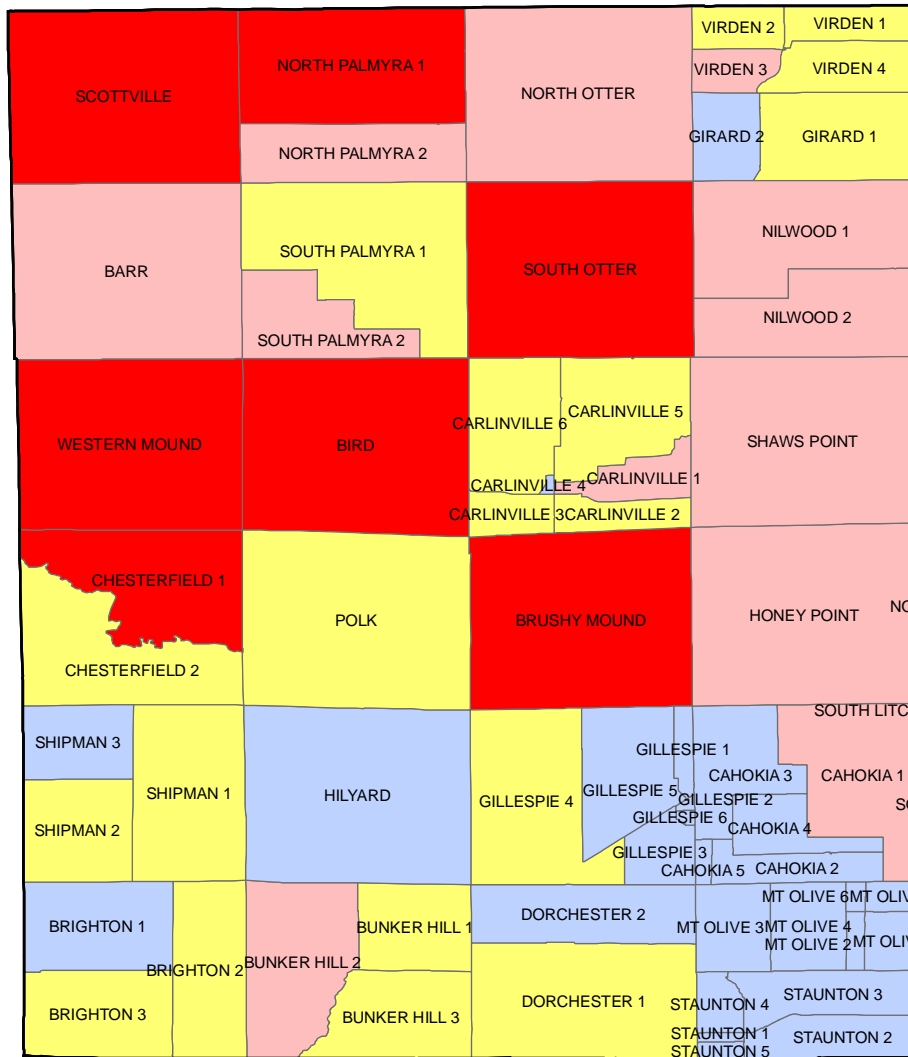 VIRDEN 2
VIRDEN 1
NORTH PALMYRA 1
VIRDEN 3
VIRDEN 4
SCOTTVILLE
NORTH OTTER
GIRARD 2
GIRARD 1
NORTH PALMYRA 2
NILWOOD 1
SOUTH PALMYRA 1
BARR
SOUTH OTTER
NILWOOD 2
SOUTH PALMYRA 2
CARLINVILLE 5
CARLINVILLE 6
WESTERN MOUND
BIRD
SHAWS POINT
CARLINVILLE 1
CARLINVILLE 4
CARLINVILLE 3
CARLINVILLE 2
CHESTERFIELD 1
POLK
BRUSHY MOUND
HONEY POINT
NO
CHESTERFIELD 2
SOUTH LITC
SHIPMAN 3
GILLESPIE 1
CAHOKIA 3
CAHOKIA 1
SHIPMAN 1
HILYARD
GILLESPIE 4
GILLESPIE 5
GILLESPIE 2
SO
GILLESPIE 6
SHIPMAN 2
CAHOKIA 4
GILLESPIE 3
CAHOKIA 5
CAHOKIA 2
MT OLIVE 6
MT OLIV
BRIGHTON 1
DORCHESTER 2
BUNKER HILL 1
MT OLIVE 3
MT OLIVE 4
MT OLIVE 2
MT OLIV
BRIGHTON 2
BUNKER HILL 2
STAUNTON 3
DORCHESTER 1
STAUNTON 4
BRIGHTON 3
BUNKER HILL 3
STAUNTON 1
STAUNTON 2
STAUNTON 5